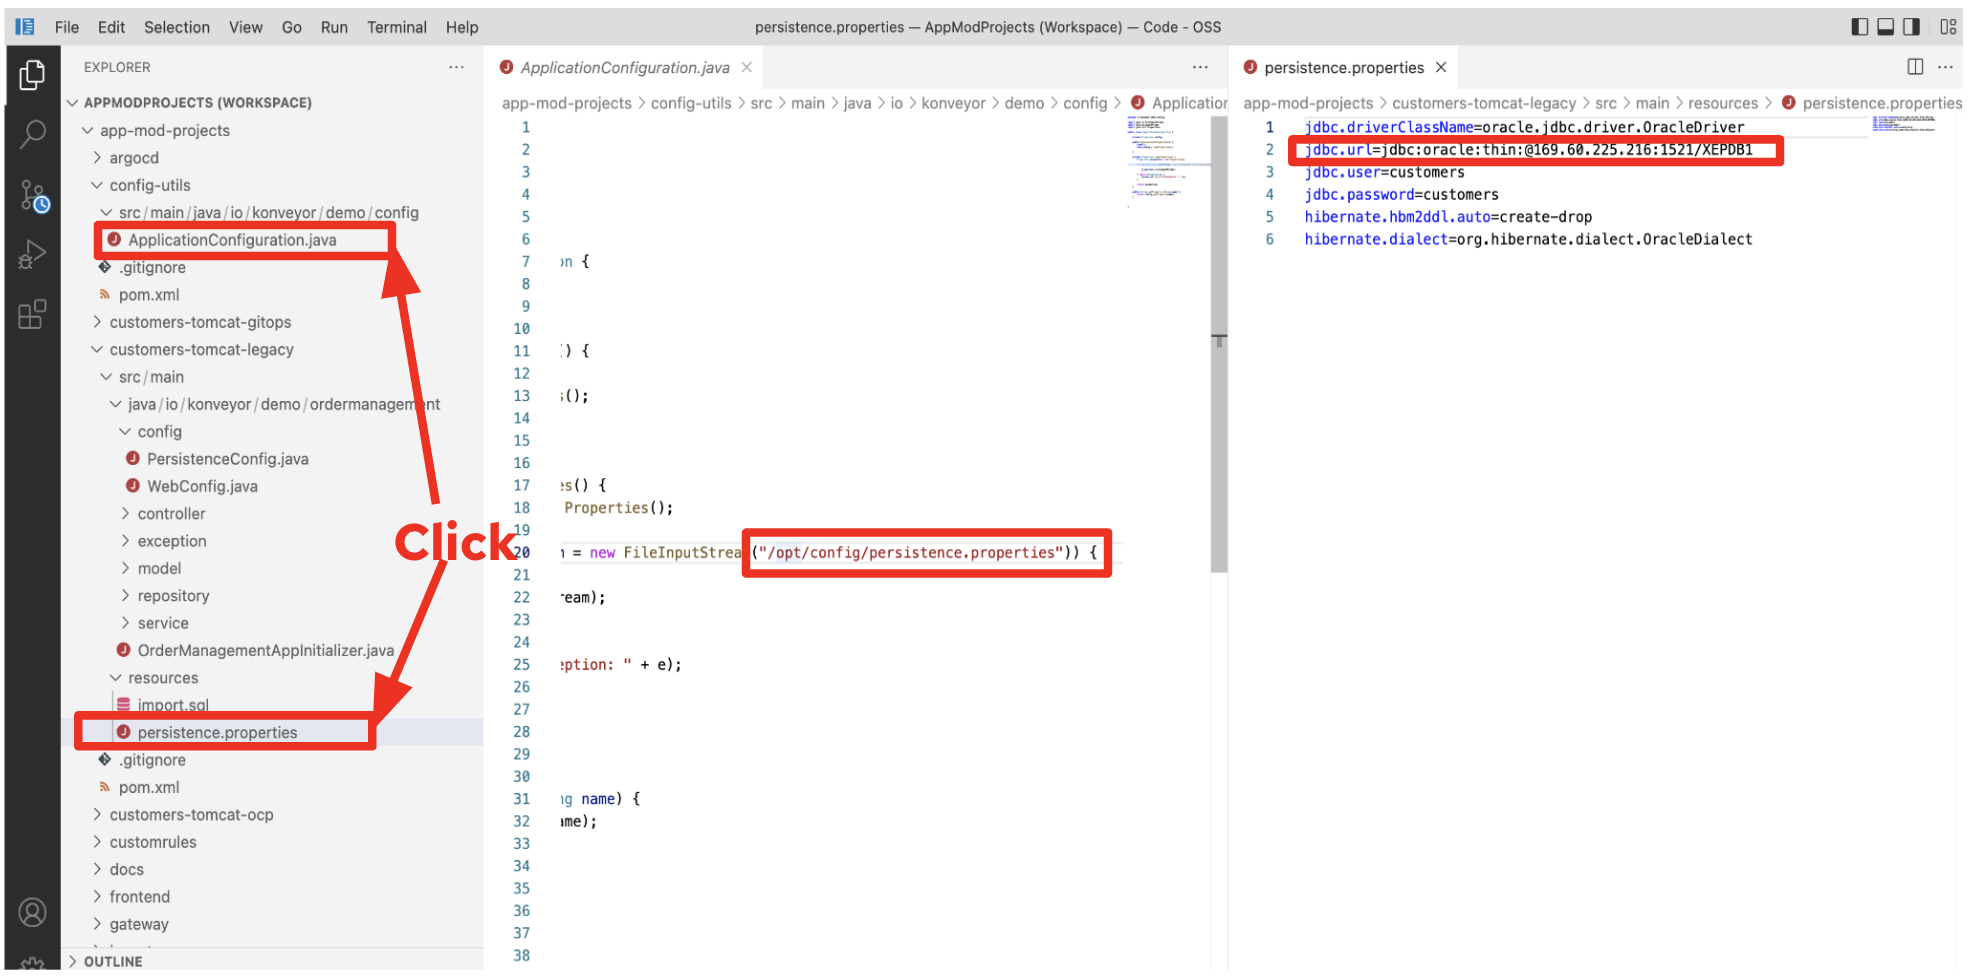 File Edit Selection View Go Run Terminal Help
persistence.properties — AppModProjects (Workspace) — Code - OSS
EXPLORER
APPMODPROJECTS (WORKSPACE)
app-mod-projects
argocd
config-utils
src/main/java/io/konveyor/demo/config
ApplicationConfiguration.java
.gitignore
pom.xml
customers-tomcat-gitops
customers-tomcat-legacy
src/main
java/io/konveyor/demo/ordermanagement
config
PersistenceConfig.java
WebConfig.java
controller
exception
model
repository
service
OrderManagementAppInitializer.java
resources
import.sql
persistence.properties
.gitignore
pom.xml
customers-tomcat-ocp
customrules
docs
frontend
gateway
OUTLINE
Click
ApplicationConfiguration.java
app-mod-projects > config-utils > src > main > java > io > konveyor > demo > config > Application
1
2
3
4
5
6
7 on {
8
9
10
11 () {
12
13 s();
14
15
16
17 es() {
18 Properties();
19
20 n = new FileInputStrea ("/opt/config/persistence.properties")) {
21
22 ream);
23
24
25 eption: " + e);
26
27
28
29
30
31 ng name) {
32 ame);
33
34
35
36
37
38
persistence.properties
app-mod-projects > customers-tomcat-legacy > src > main > resources > persistence.properties
1 jdbc.driverClassName=oracle.jdbc.driver.OracleDriver
2 jdbc.url=jdbc:oracle:thin:@169.60.225.216:1521/XEPDB1
3 jdbc.user=customers
4 jdbc.password=customers
5 hibernate.hbm2ddl.auto=create-drop
6 hibernate.dialect=org.hibernate.dialect.OracleDialect